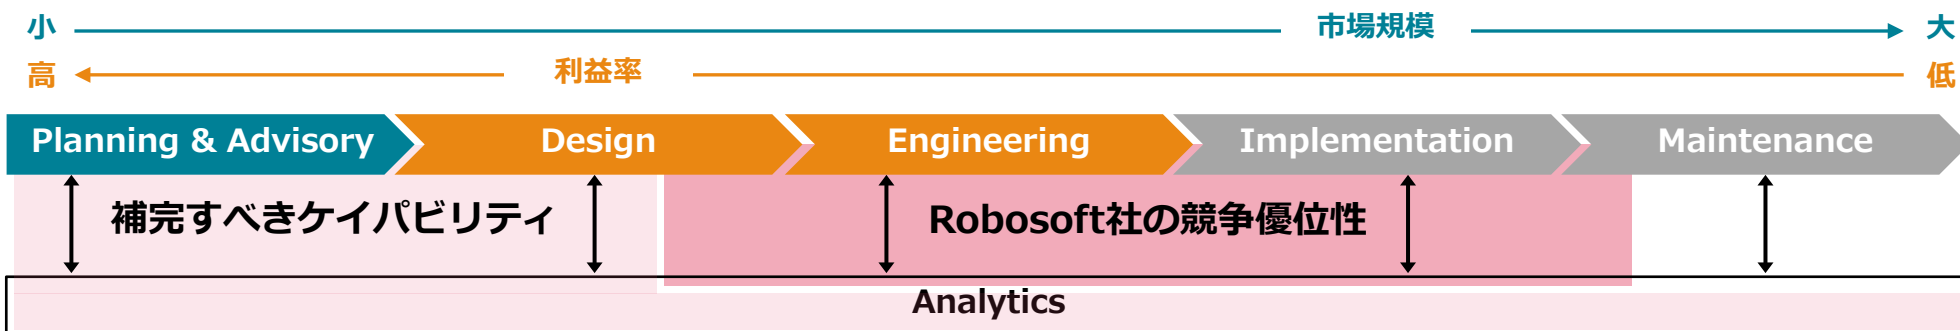 小 市場規模 大
高 利益率 低
Planning & Advisory Design Engineering Implementation Maintenance
補完すべきケイパビリティ Robosoft社の競争優位性
Analytics